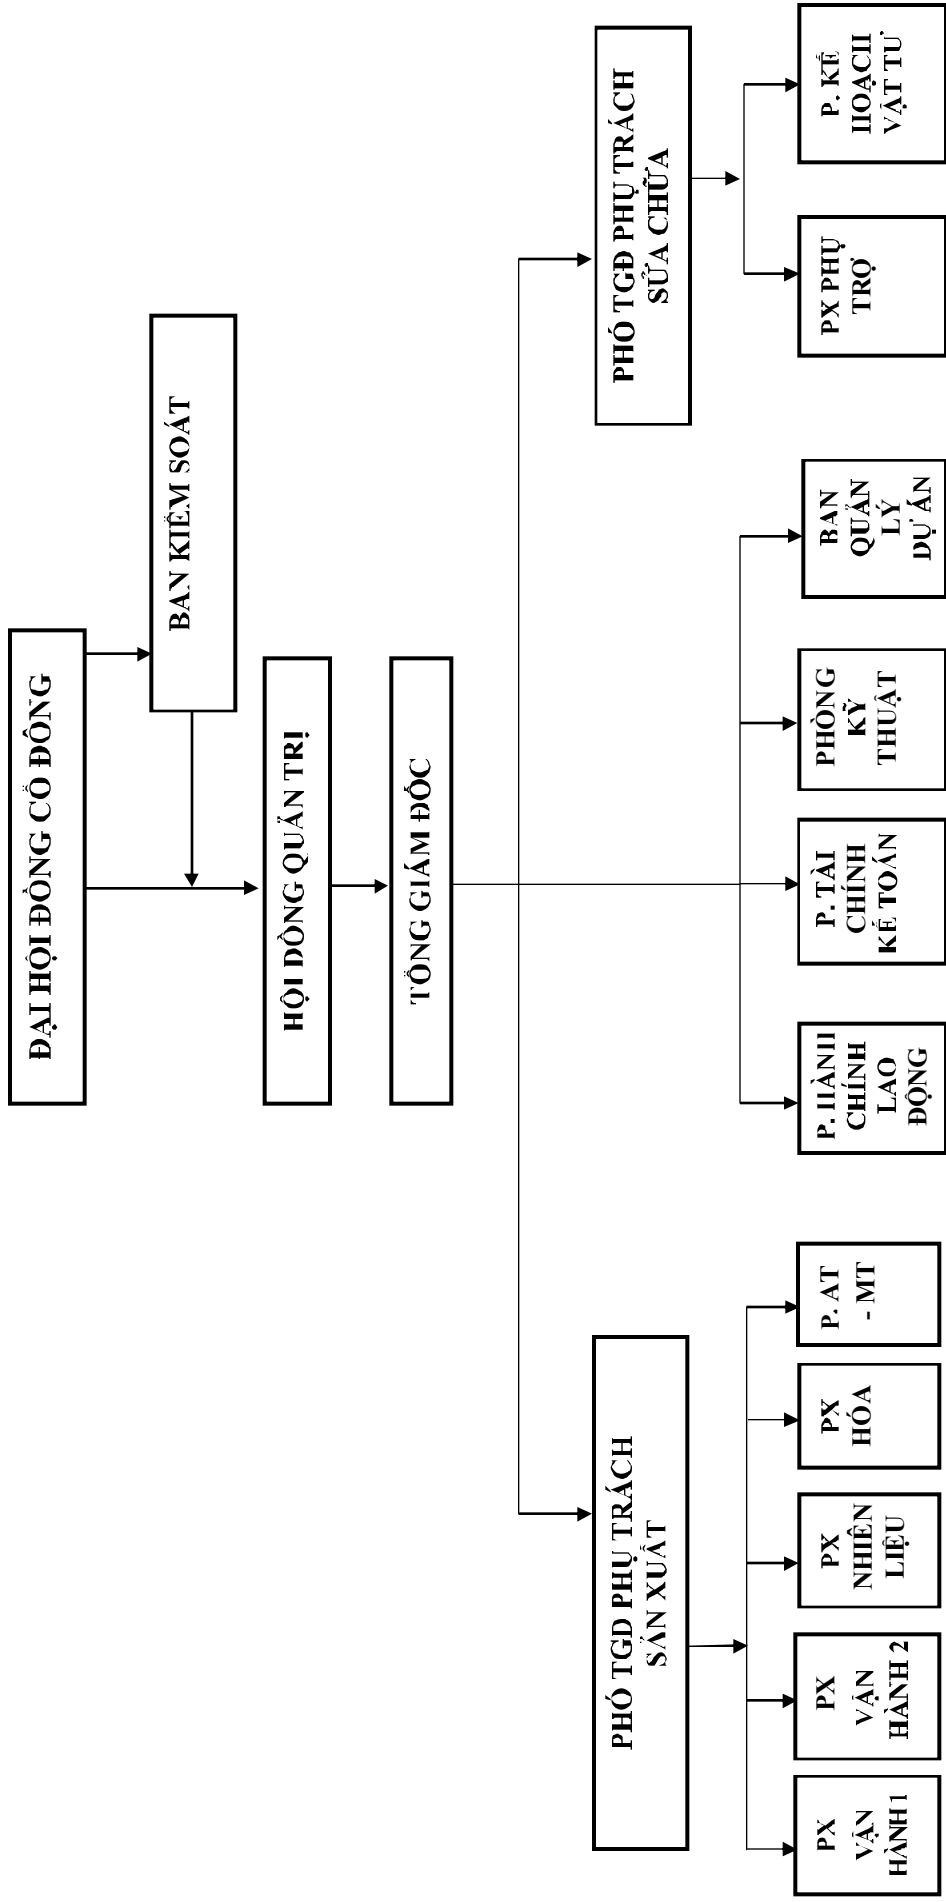 ĐẠI HỘI ĐỒNG CỔ ĐÔNG
BAN KIỂM SOÁT
HỘI ĐỒNG QUẢN TRỊ
TỔNG GIÁM ĐỐC
PHÓ TGĐ PHỤ TRÁCH
SẢN XUẤT
PHÓ TGĐ PHỤ TRÁCH
SỬA CHỮA
PX
VẬN
HÀNH 1
PX
VẬN
HÀNH 2
PX
NHIÊN
LIỆU
PX
HÓA
P. AT
- MT
P. HÀNH
CHÍNH
LAO
ĐỘNG
P. TÀI
CHÍNH
KẾ TOÁN
PHÒNG
KỸ
THUẬT
BAN
QUẢN
LÝ
DỰ ÁN
PX PHỤ
TRỢ
P. KẾ
HOẠCH
VẬT TƯ